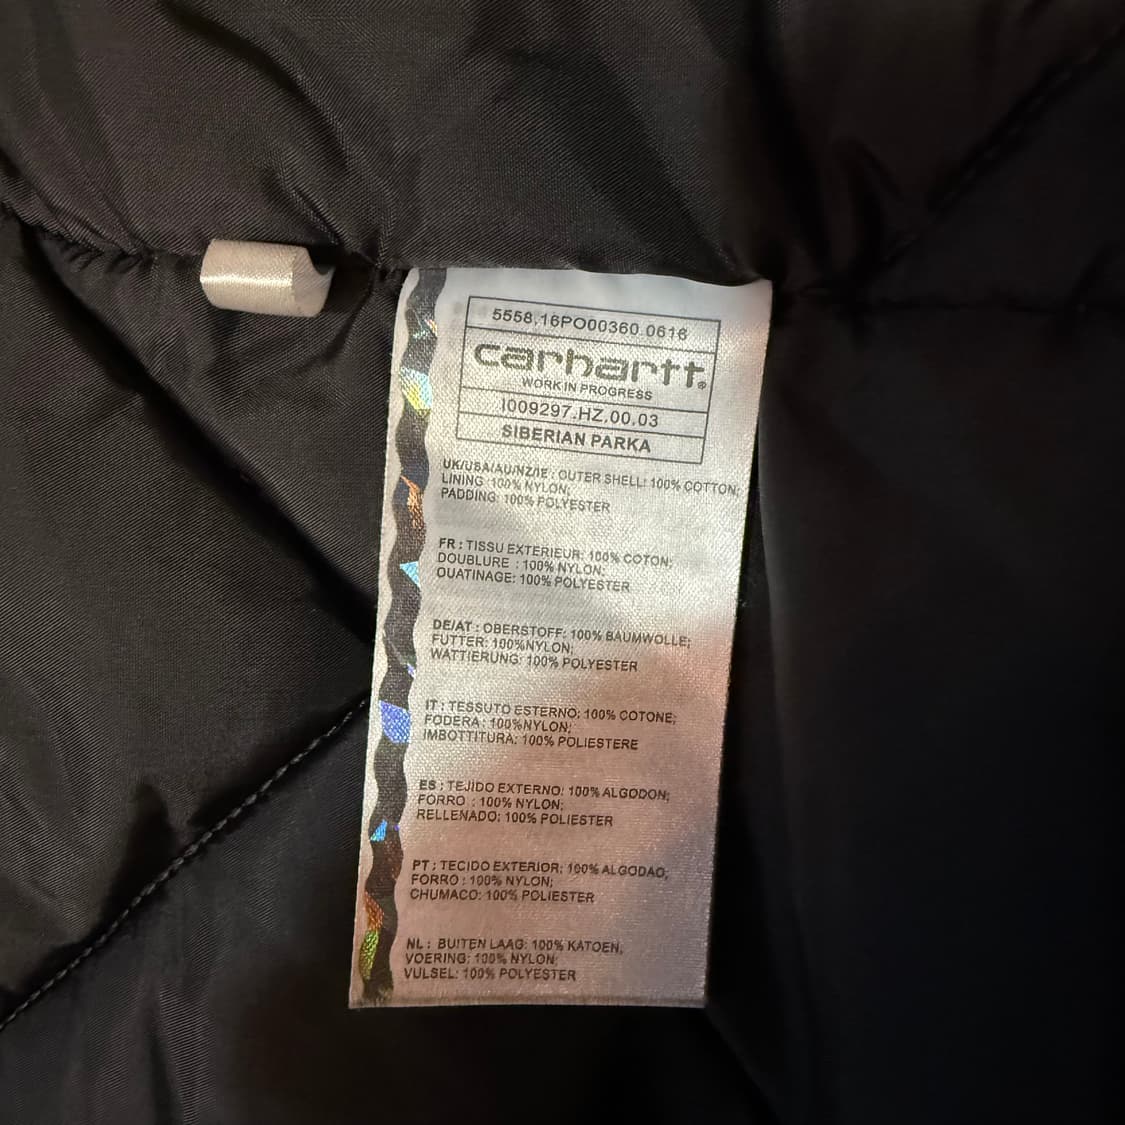 5558.16PO00360.0616
carhartt®
WORK IN PROGRESS
I009297.HZ.00.03
SIBERIAN PARKA
UK/USA/AU/NZ/IE : OUTER SHELL: 100% COTTON;
LINING :100% NYLON;
PADDING: 100% POLYESTER
FR : TISSU EXTERIEUR: 100% COTON;
DOUBLURE : 100% NYLON;
OUATINAGE: 100% POLYESTER
DE/AT : OBERSTOFF: 100% BAUMWOLLE;
FUTTER: 100%NYLON;
WATTIERUNG: 100% POLYESTER
IT : TESSUTO ESTERNO: 100% COTONE;
FODERA : 100%NYLON;
IMBOTTITURA: 100% POLIESTERE
ES : TEJIDO EXTERNO: 100% ALGODON;
FORRO : 100% NYLON;
RELLENADO: 100% POLIESTER
PT : TECIDO EXTERIOR: 100% ALGODAO;
FORRO : 100% NYLON;
CHUMACO: 100% POLIESTER
NL : BUITEN LAAG: 100% KATOEN,
VOERING: 100% NYLON;
VULSEL: 100% POLYESTER